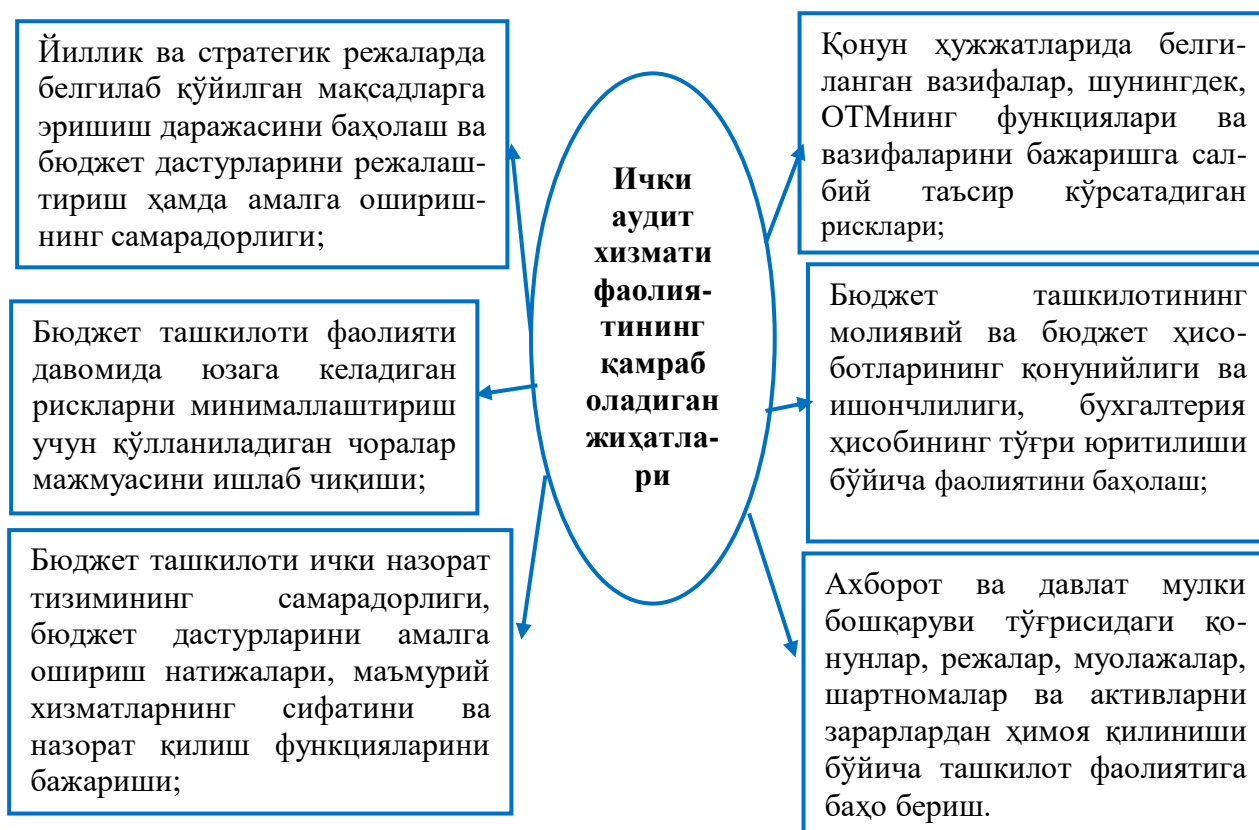 Йиллик ва стратегик режаларда
белгилаб қўйилган мақсадларга
эришиш даражасини баҳолаш ва
бюджет дастурларини режалаш-
тириш ҳамда амалга ошириш-
нинг самарадорлиги;
Бюджет ташкилоти фаолияти
давомида юзага келадиган
рискларни минималлаштириш
учун қўлланиладиган чоралар
мажмуасини ишлаб чиқиши;
Бюджет ташкилоти ички назорат
тизимининг самарадорлиги,
бюджет дастурларини амалга
ошириш натижалари, маъмурий
хизматларнинг сифатини ва
назорат қилиш функцияларини
бажариши;
Ички
аудит
хизмати
фаолия-
тининг
қамраб
оладиган
жиҳатла-
ри
Қонун ҳужжатларида белги-
ланган вазифалар, шунингдек,
ОТМнинг функциялари ва
вазифаларини бажаришга сал-
бий таъсир кўрсатадиган
рисклари;
Бюджет ташкилотининг
молиявий ва бюджет ҳисо-
ботларининг қонунийлиги ва
ишончлилиги, бухгалтерия
ҳисобининг тўғри юритилиши
бўйича фаолиятини баҳолаш;
Ахборот ва давлат мулки
бошқаруви тўғрисидаги қо-
нунлар, режалар, муолажалар,
шартномалар ва активларни
зарарлардан ҳимоя қилиниши
бўйича ташкилот фаолиятига
баҳо бериш.